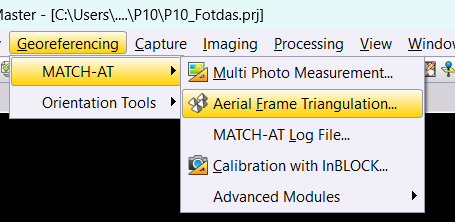 Master - [C:\Users\....\P10\P10_Fotdas.prj]
Georeferencing Capture Imaging Processing View Window
MATCH-AT
Orientation Tools
Multi Photo Measurement...
Aerial Frame Triangulation...
MATCH-AT Log File...
Calibration with InBLOCK...
Advanced Modules